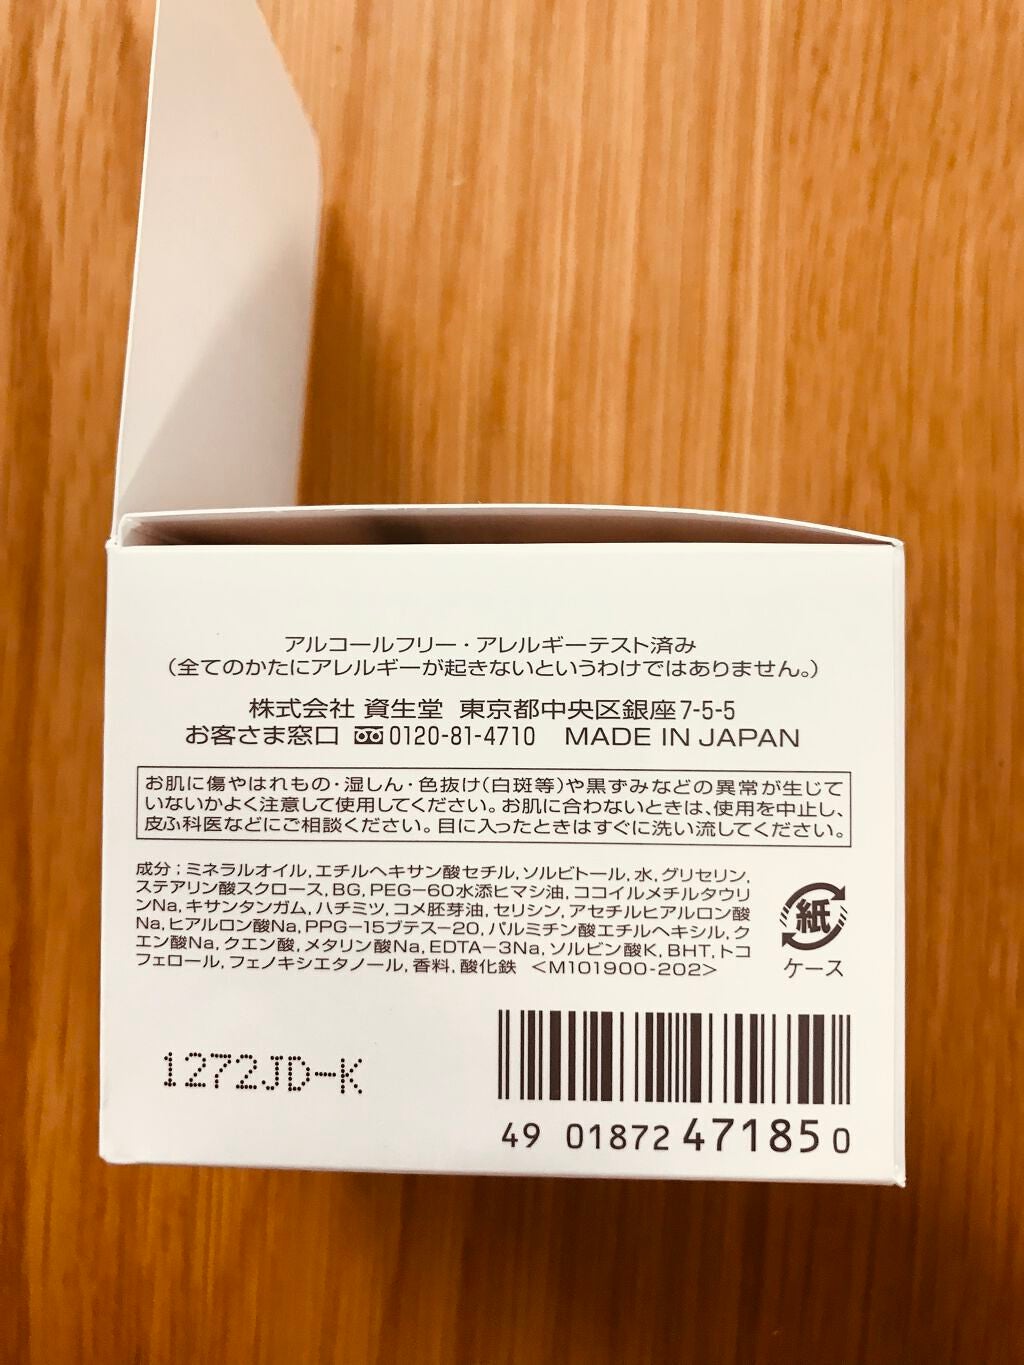 アルコールフリー・アレルギーテスト済み
(全てのかたにアレルギーが起きないというわけではありません。)
株式会社 資生堂 東京都中央区銀座7-5-5
お客さま窓口 0120-81-4710 MADE IN JAPAN
お肌に傷やはれもの・湿しん・色抜け(白斑等)や黒ずみなどの異常が生じて
いないかよく注意して使用してください。お肌に合わないときは、使用を中止し、
皮ふ科医などにご相談ください。目に入ったときはすぐに洗い流してください。
成分:ミネラルオイル,エチルヘキサン酸セチル,ソルビトール,水,グリセリン,
ステアリン酸スクロース,BG,PEG-60水添ヒマシ油,ココイルメチルタウリ
ンNa,キサンタンガム,ハチミツ,コメ胚芽油,セリシン,アセチルヒアルロン酸
Na,ヒアルロン酸Na,PPG-15ブテス-20,パルミチン酸エチルヘキシル,ク
エン酸Na,クエン酸,メタリン酸Na,EDTA-3Na,ソルビン酸K,BHT,トコ
フェロール,フェノキシエタノール,香料,酸化鉄 <M101900-202>
紙
ケース
1272JD-K
49 01872 471850